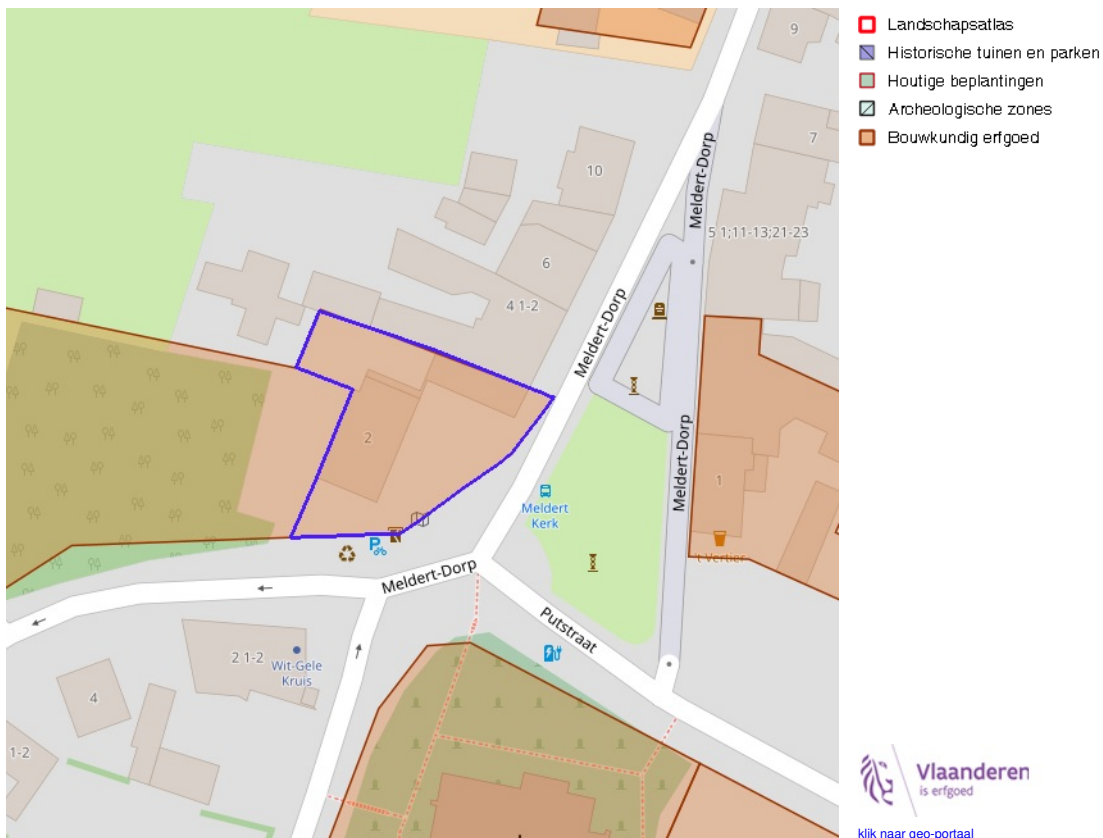 9
7
10
Meldert-Dorp
5 1;11-13;21-23
6
4 1-2
Meldert-Dorp
2
Meldert-Dorp
1
Meldert
Kerk
't Vertier
Meldert-Dorp
Putstraat
2 1-2
Wit-Gele
Kruis
4
1-2
Landschapsatlas
Historische tuinen en parken
Houtige beplantingen
Archeologische zones
Bouwkundig erfgoed
Vlaanderen
is erfgoed
klik naar geo-portaal